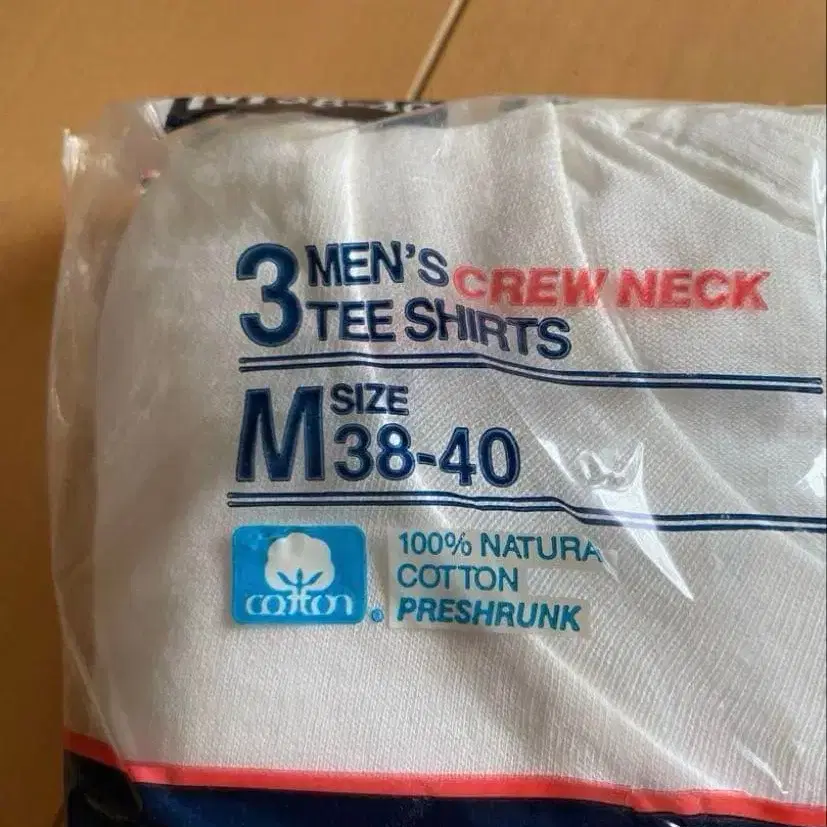 3 MEN'S CREW NECK
TEE SHIRTS
M SIZE
38-40
cotton®
100% NATURA
COTTON
PRESHRUNK